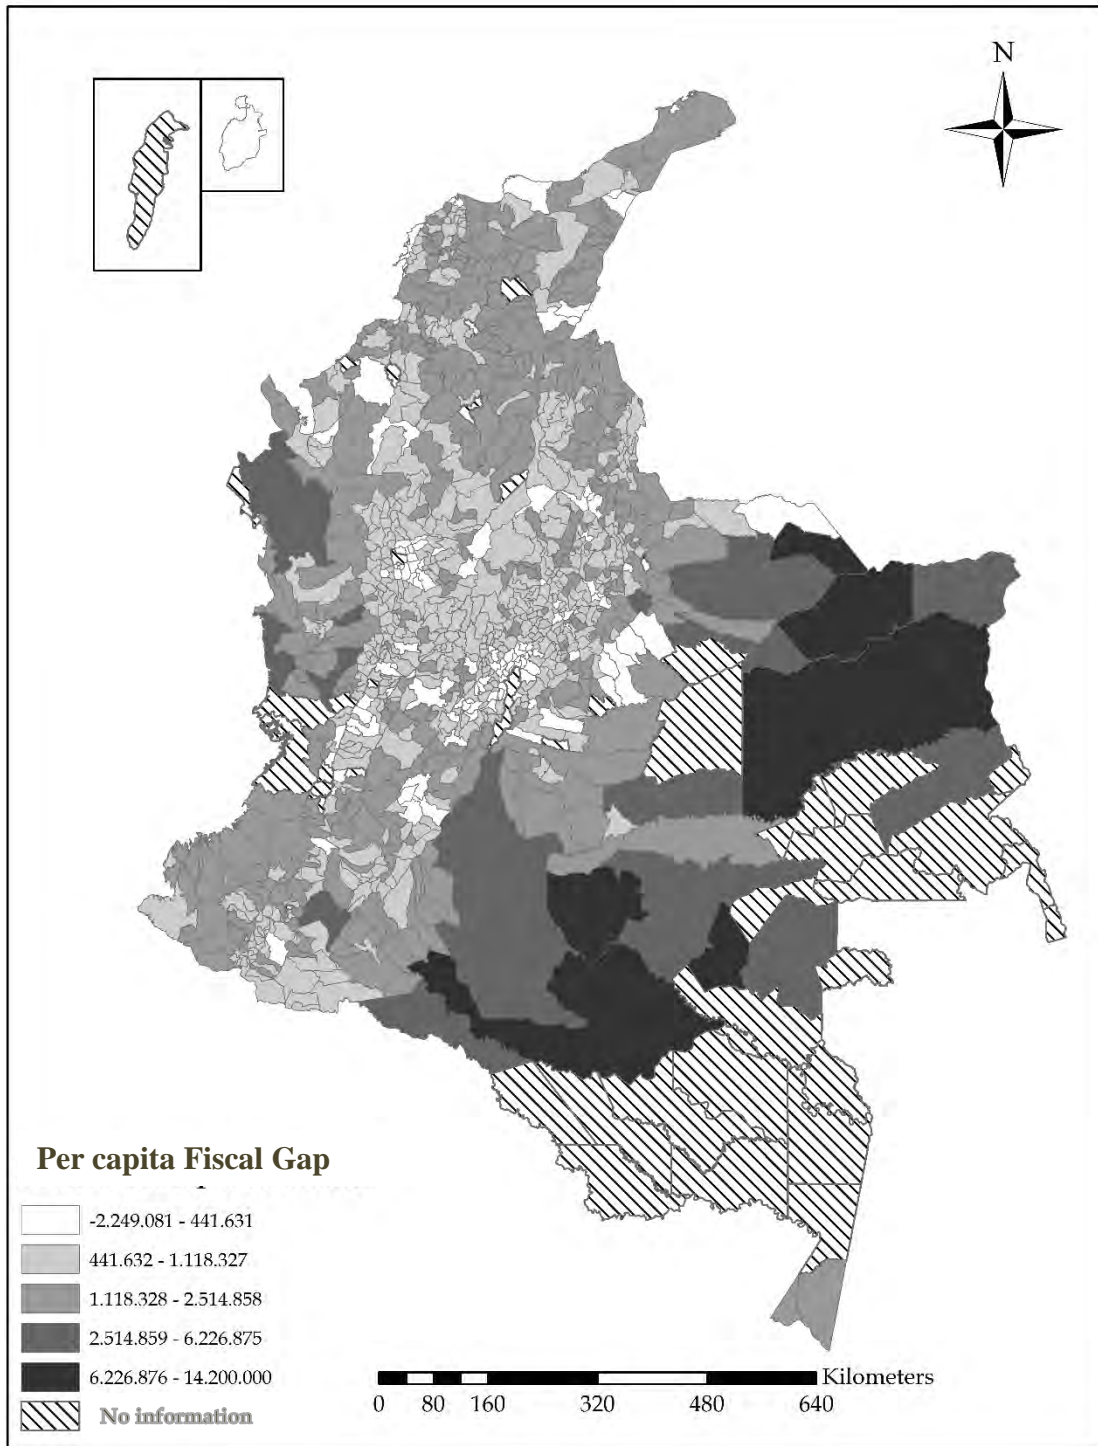 N
Per capita Fiscal Gap
-2.249.081 - 441.631
441.632 - 1.118.327
1.118.328 - 2.514.858
2.514.859 - 6.226.875
6.226.876 - 14.200.000
No information
Kilometers
0 80 160 320 480 640